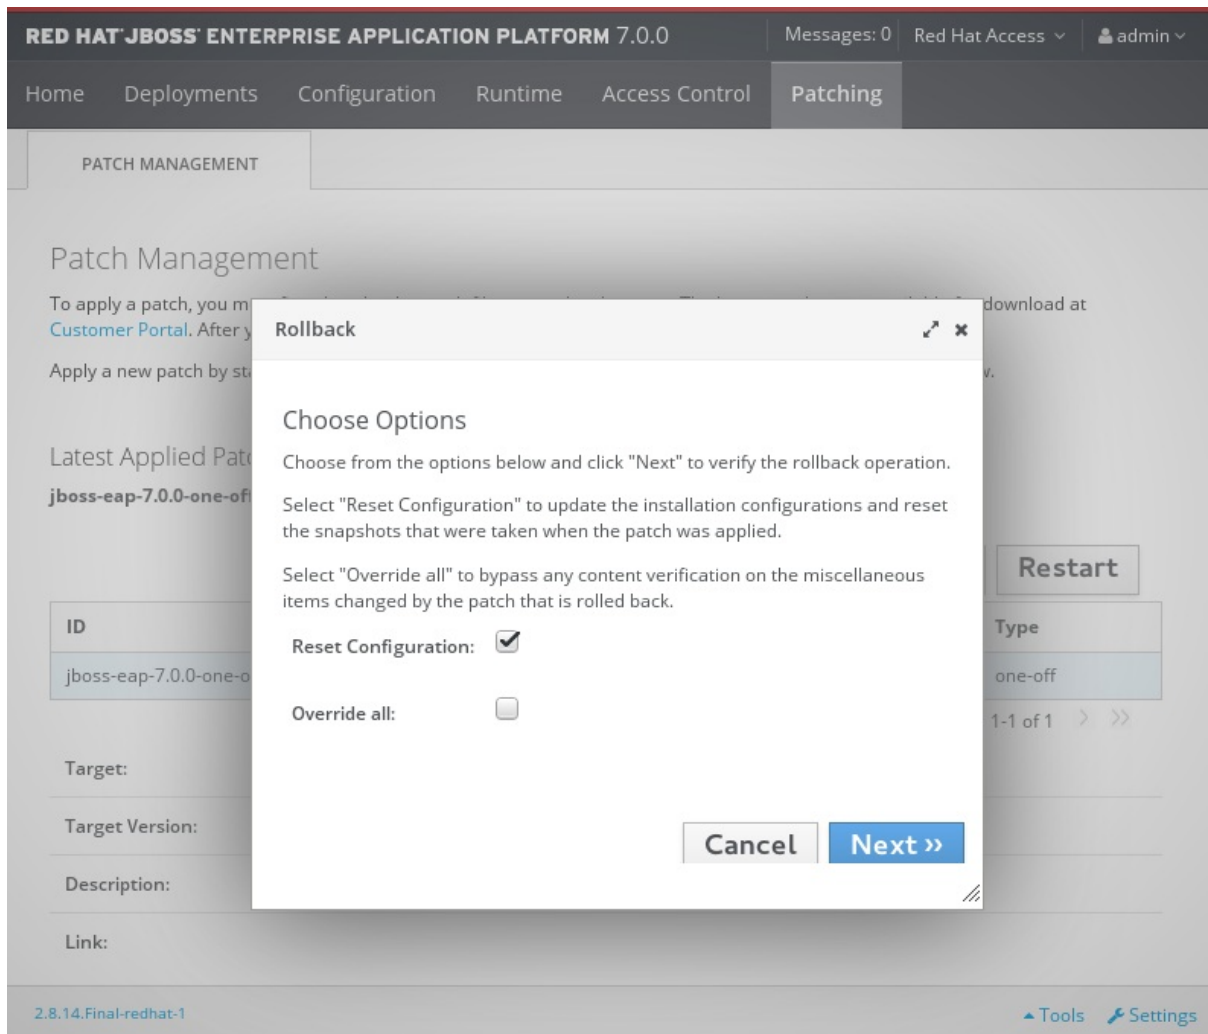 RED HAT JBOSS ENTERPRISE APPLICATION PLATFORM 7.0.0 Messages: 0 Red Hat Access admin
Home Deployments Configuration Runtime Access Control Patching
PATCH MANAGEMENT
Patch Management
To apply a patch, you download at
Customer Portal. After
Apply a new patch by
Latest Applied
jboss-eap-7.0.0-one-of
Restart
ID Type
jboss-eap-7.0.0-one-o one-off
1-1 of 1
Target:
Target Version:
Description:
Link:
Rollback
Choose Options
Choose from the options below and click "Next" to verify the rollback operation.
Select "Reset Configuration" to update the installation configurations and reset
the snapshots that were taken when the patch was applied.
Select "Override all" to bypass any content verification on the miscellaneous
items changed by the patch that is rolled back.
Reset Configuration:
Override all:
Cancel Next »
2.8.14.Final-redhat-1 Tools Settings